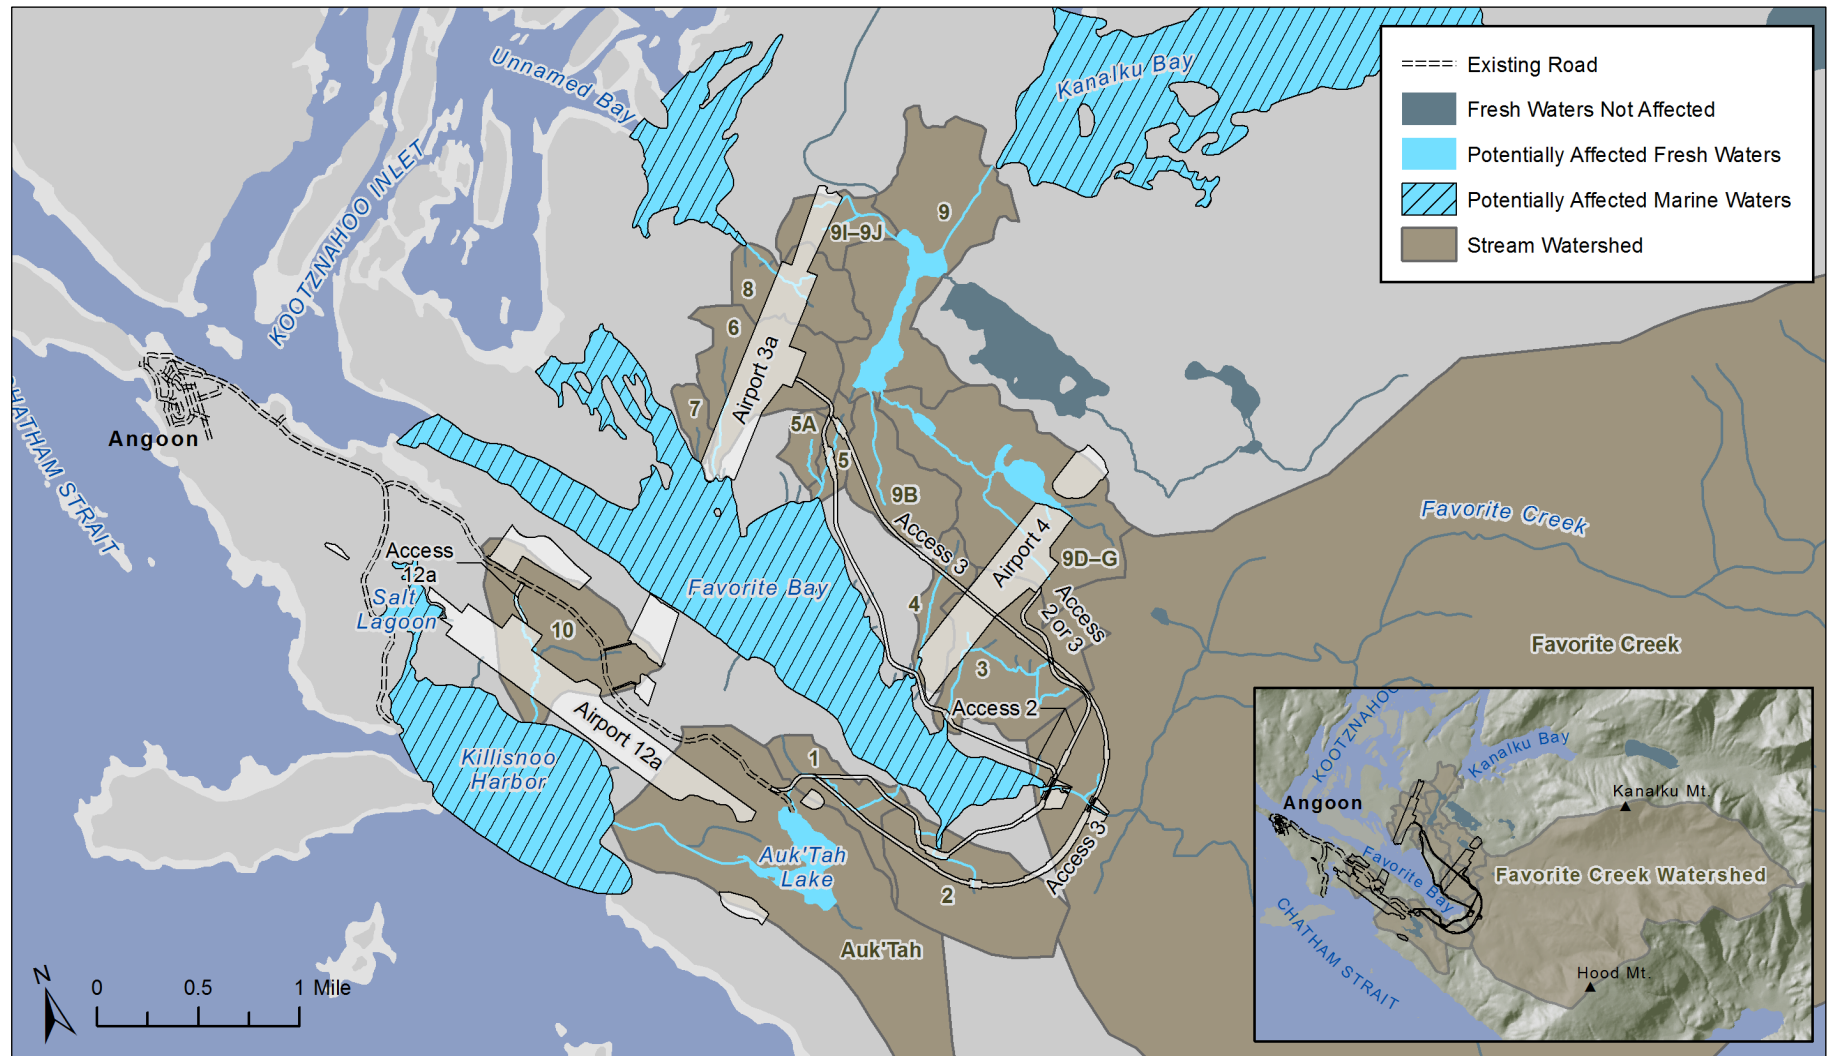 Existing Road
Fresh Waters Not Affected
Potentially Affected Fresh Waters
Potentially Affected Marine Waters
Stream Watershed
Unnamed Bay
Kanalku Bay
KOOTZNAHOO INLET
9
9I–9J
8
6
Airport 3a
7
5A
5
9B
Angoon
CHATHAM STRAIT
Favorite Creek
Access 3
Airport 4
9D–G
Access
12a
Salt
Lagoon
10
Favorite Bay
4
Access
2 or 3
3
Favorite Creek
Access 2
Airport 12a
Killisnoo
Harbor
1
Access 3
Auk'Tah
Lake
2
Auk'Tah
N
0
0.5
1 Mile
KOOTZNAHOO
Kanalku Bay
Angoon
Kanalku Mt.
Favorite Bay
Favorite Creek Watershed
CHATHAM STRAIT
Hood Mt.